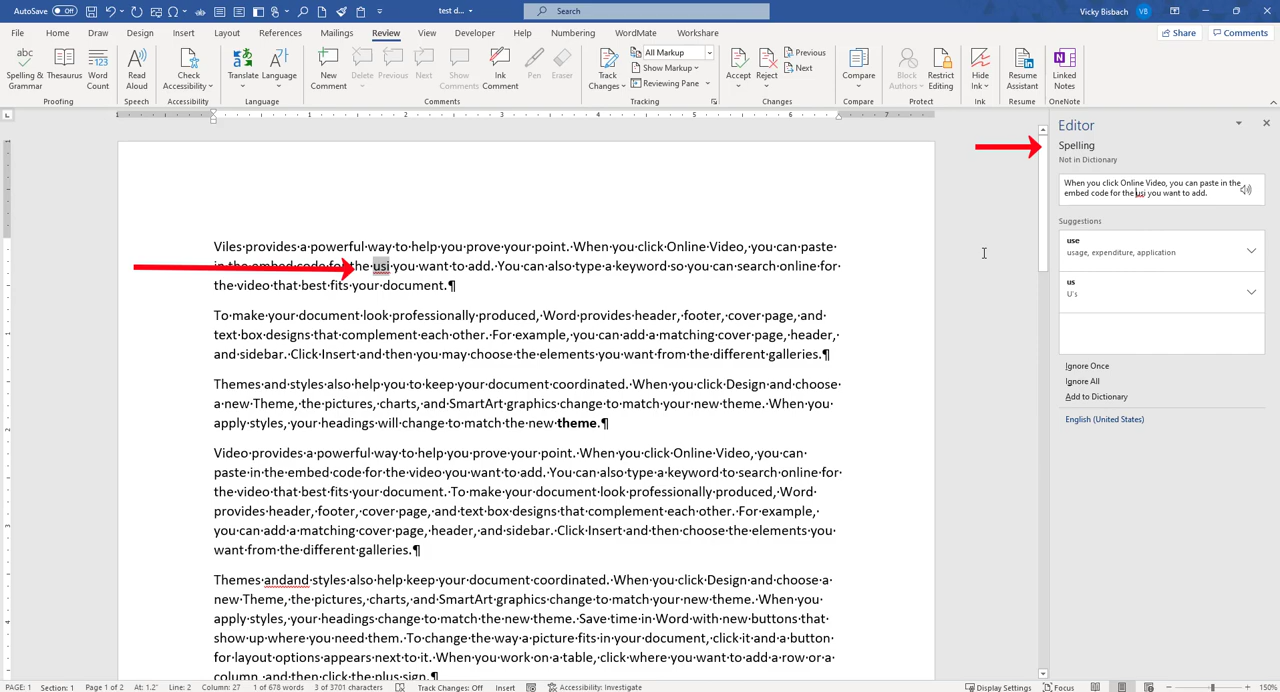 AutoSave Off test d... Search Vicky Bisbach VB
File Home Draw Design Insert Layout References Mailings Review View Developer Help Numbering WordMate Worksharp Share Comments
abc Spelling & Grammar Thesaurus 123 Word Count Read Aloud Check Accessibility Translate Language New Comment Delete Previous Next Show Comments Ink Comment Pen Eraser Track Changes All Markup Show Markup Reviewing Pane Accept Reject Previous Next Compare Block Authors Restrict Editing Hide Ink Resume Assistant Linked Notes
Proofing Speech Accessibility Language Comments Tracking Changes Compare Protect Ink Resume OneNote
1 1 2 3 4 5 6 7
Editor
Spelling
Not in Dictionary
When you click Online Video, you can paste in the
embed code for the usi you want to add.
Suggestions
use
usage, expenditure, application
us
U's
Ignore Once
Ignore All
Add to Dictionary
English (United States)
Viles·provides·a·powerful·way·to·help·you·prove·your·point.·When·you·click·Online·Video,·you·can·paste·
in·the·embed·code·for·the·usi·you·want·to·add.·You·can·also·type·a·keyword·so·you·can·search·online·for·
the·video·that·best·fits·your·document.¶
To·make·your·document·look·professionally·produced,·Word·provides·header,·footer,·cover·page,·and·
text·box·designs·that·complement·each·other.·For·example,·you·can·add·a·matching·cover·page,·header,·
and·sidebar.·Click·Insert·and·then·you·may·choose·the·elements·you·want·from·the·different·galleries.¶
Themes·and·styles·also·help·you·to·keep·your·document·coordinated.·When·you·click·Design·and·choose·
a·new·Theme,·the·pictures,·charts,·and·SmartArt·graphics·change·to·match·your·new·theme.·When·you·
apply·styles,·your·headings·will·change·to·match·the·new·theme.¶
Video·provides·a·powerful·way·to·help·you·prove·your·point.·When·you·click·Online·Video,·you·can·
paste·in·the·embed·code·for·the·video·you·want·to·add.·You·can·also·type·a·keyword·to·search·online·for·
the·video·that·best·fits·your·document.·To·make·your·document·look·professionally·produced,·Word·
provides·header,·footer,·cover·page,·and·text·box·designs·that·complement·each·other.·For·example,·
you·can·add·a·matching·cover·page,·header,·and·sidebar.·Click·Insert·and·then·choose·the·elements·you·
want·from·the·different·galleries.¶
Themes·andand·styles·also·help·keep·your·document·coordinated.·When·you·click·Design·and·choose·a·
new·Theme,·the·pictures,·charts,·and·SmartArt·graphics·change·to·match·your·new·theme.·When·you·
apply·styles,·your·headings·change·to·match·the·new·theme.·Save·time·in·Word·with·new·buttons·that·
show·up·where·you·need·them.·To·change·the·way·a·picture·fits·in·your·document,·click·it·and·a·button·
for·layout·options·appears·next·to·it.·When·you·work·on·a·table,·click·where·you·want·to·add·a·row·or·a·
column,·and·then·click·the·plus·sign.¶
PAGE: 1 Section: 1 Page 1 of 2 At: 1.2" Line: 2 Column: 27 1 of 678 words 3 of 3701 characters Track Changes: Off Insert Accessibility: Investigate Display Settings Focus 150%